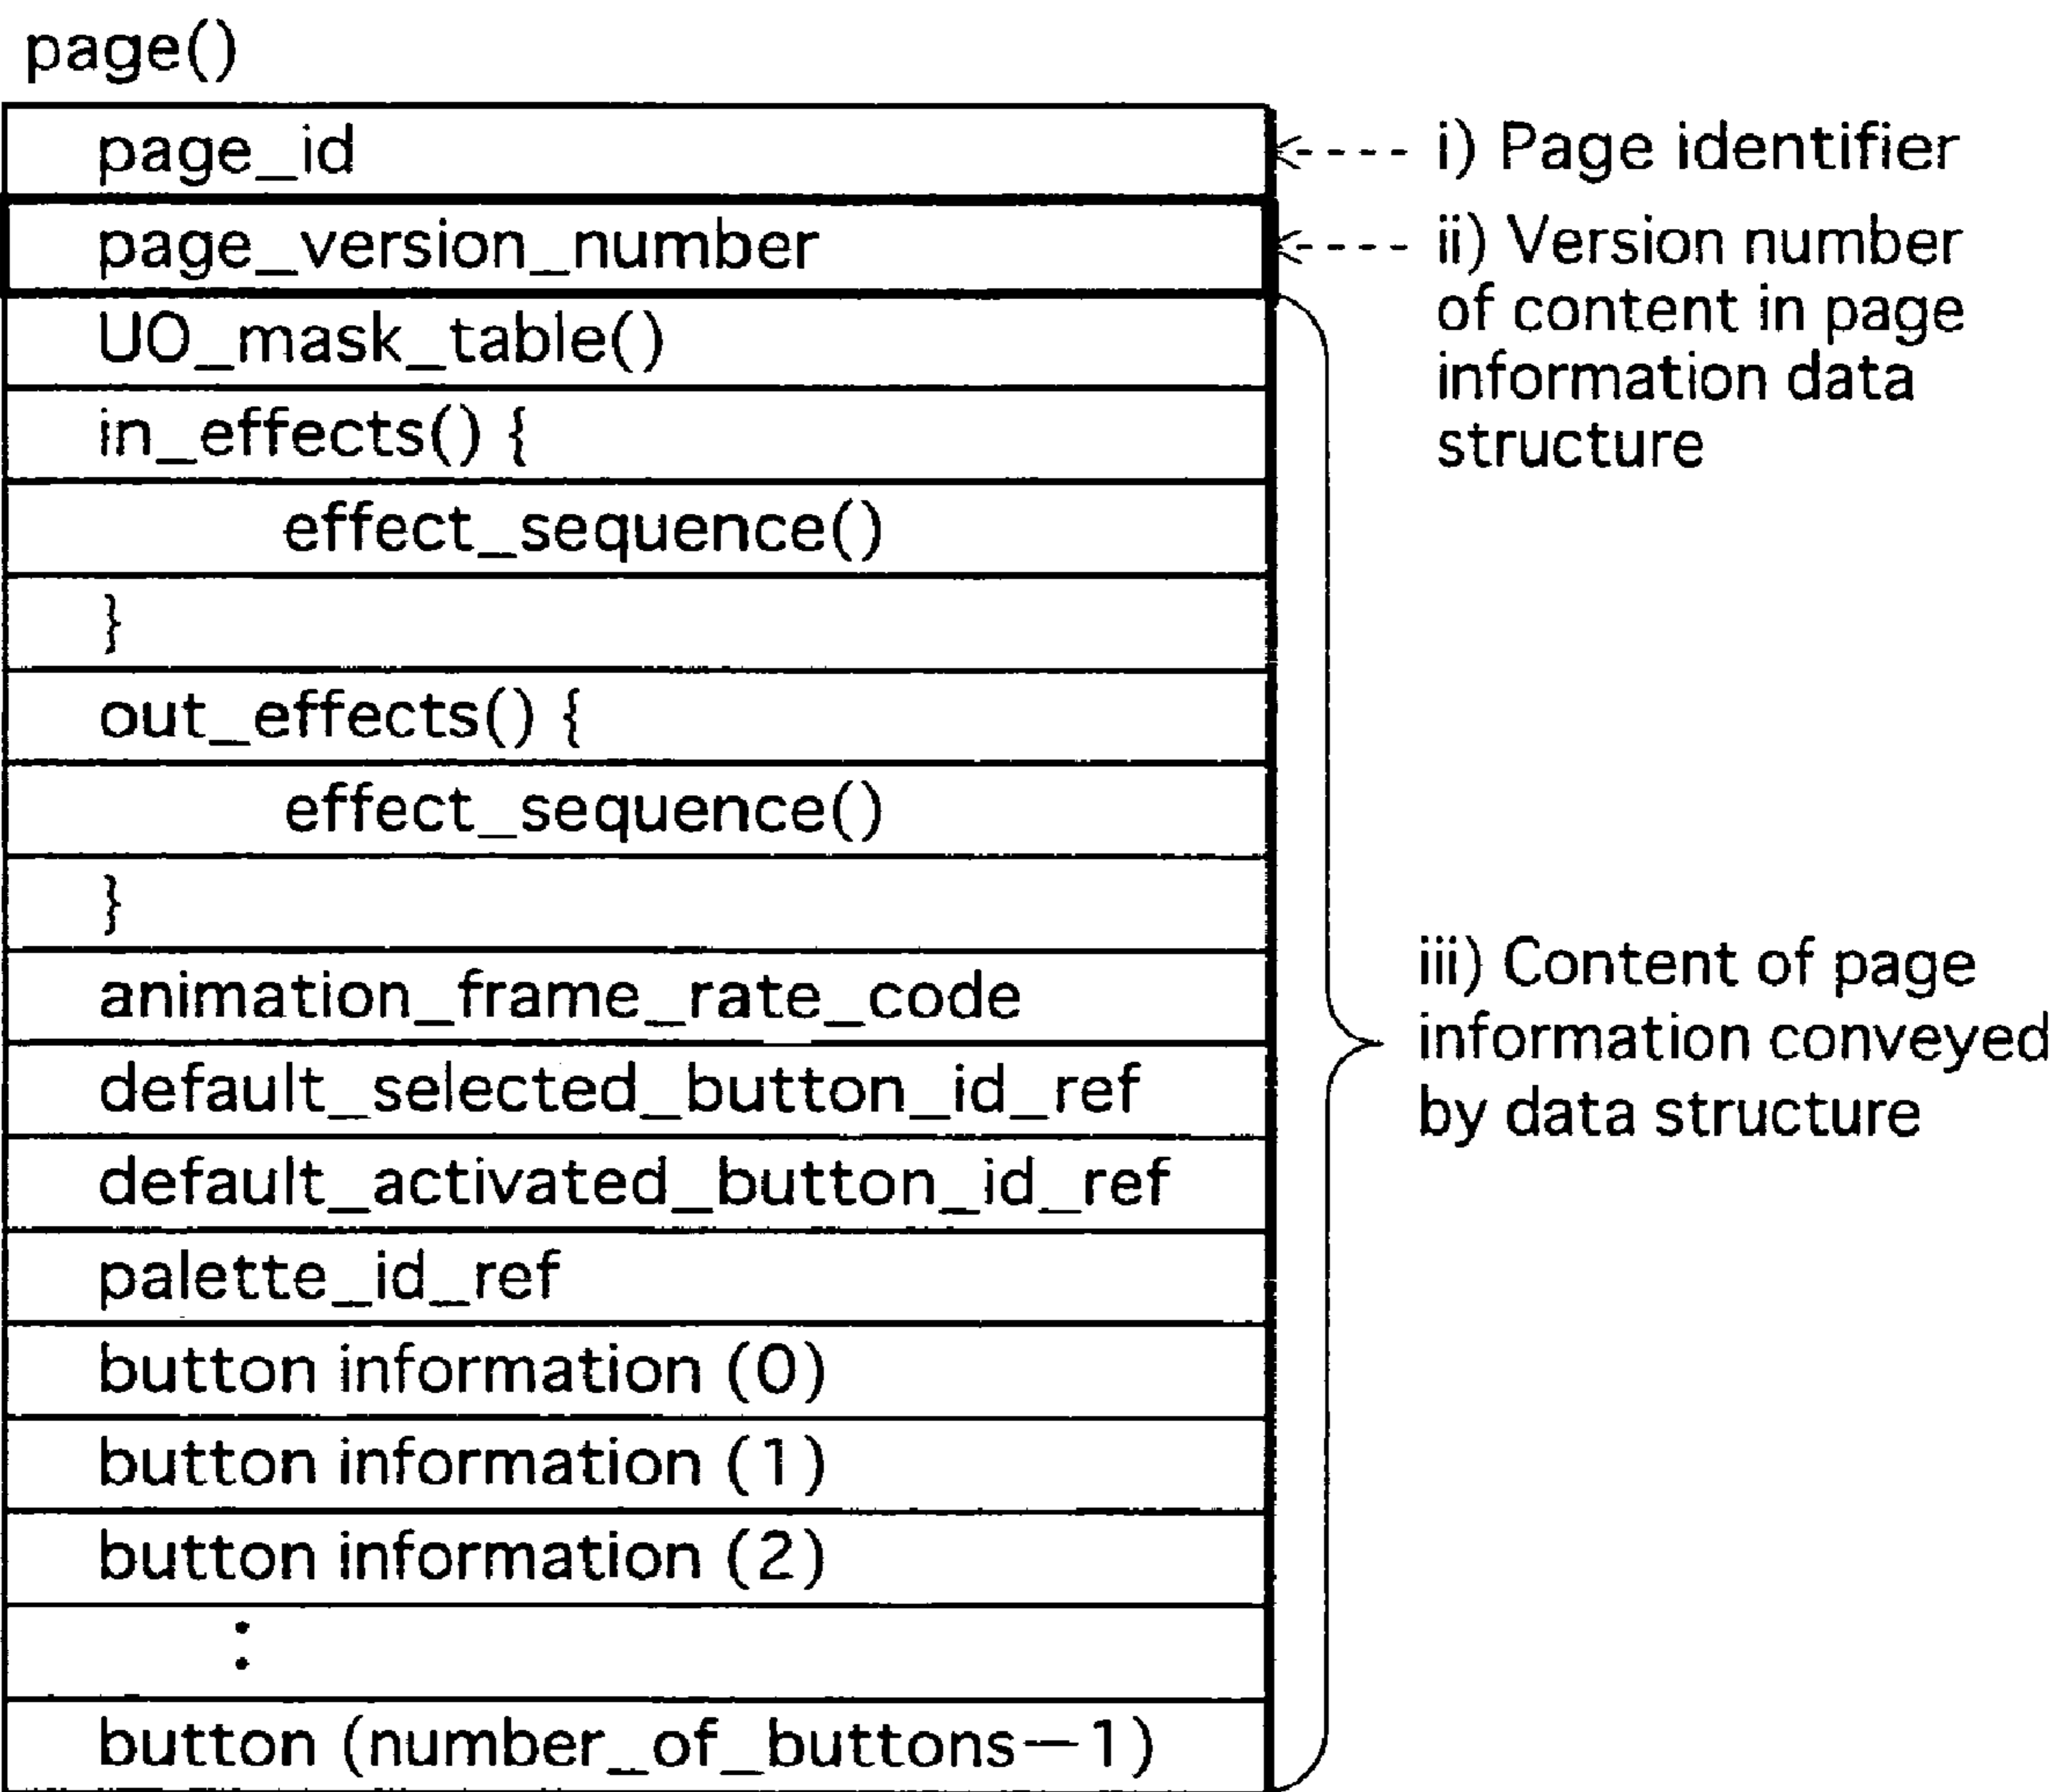 page()
page_id
page_version_number
UO_mask_table()
in_effects() {
effect_sequence()
}
out_effects() {
effect_sequence()
}
animation_frame_rate_code
default_selected_button_id_ref
default_activated_button_id_ref
palette_id_ref
button information (0)
button information (1)
button information (2)
:
button (number_of_buttons−1)
i) Page identifier
ii) Version number
of content in page
information data
structure
iii) Content of page
information conveyed
by data structure